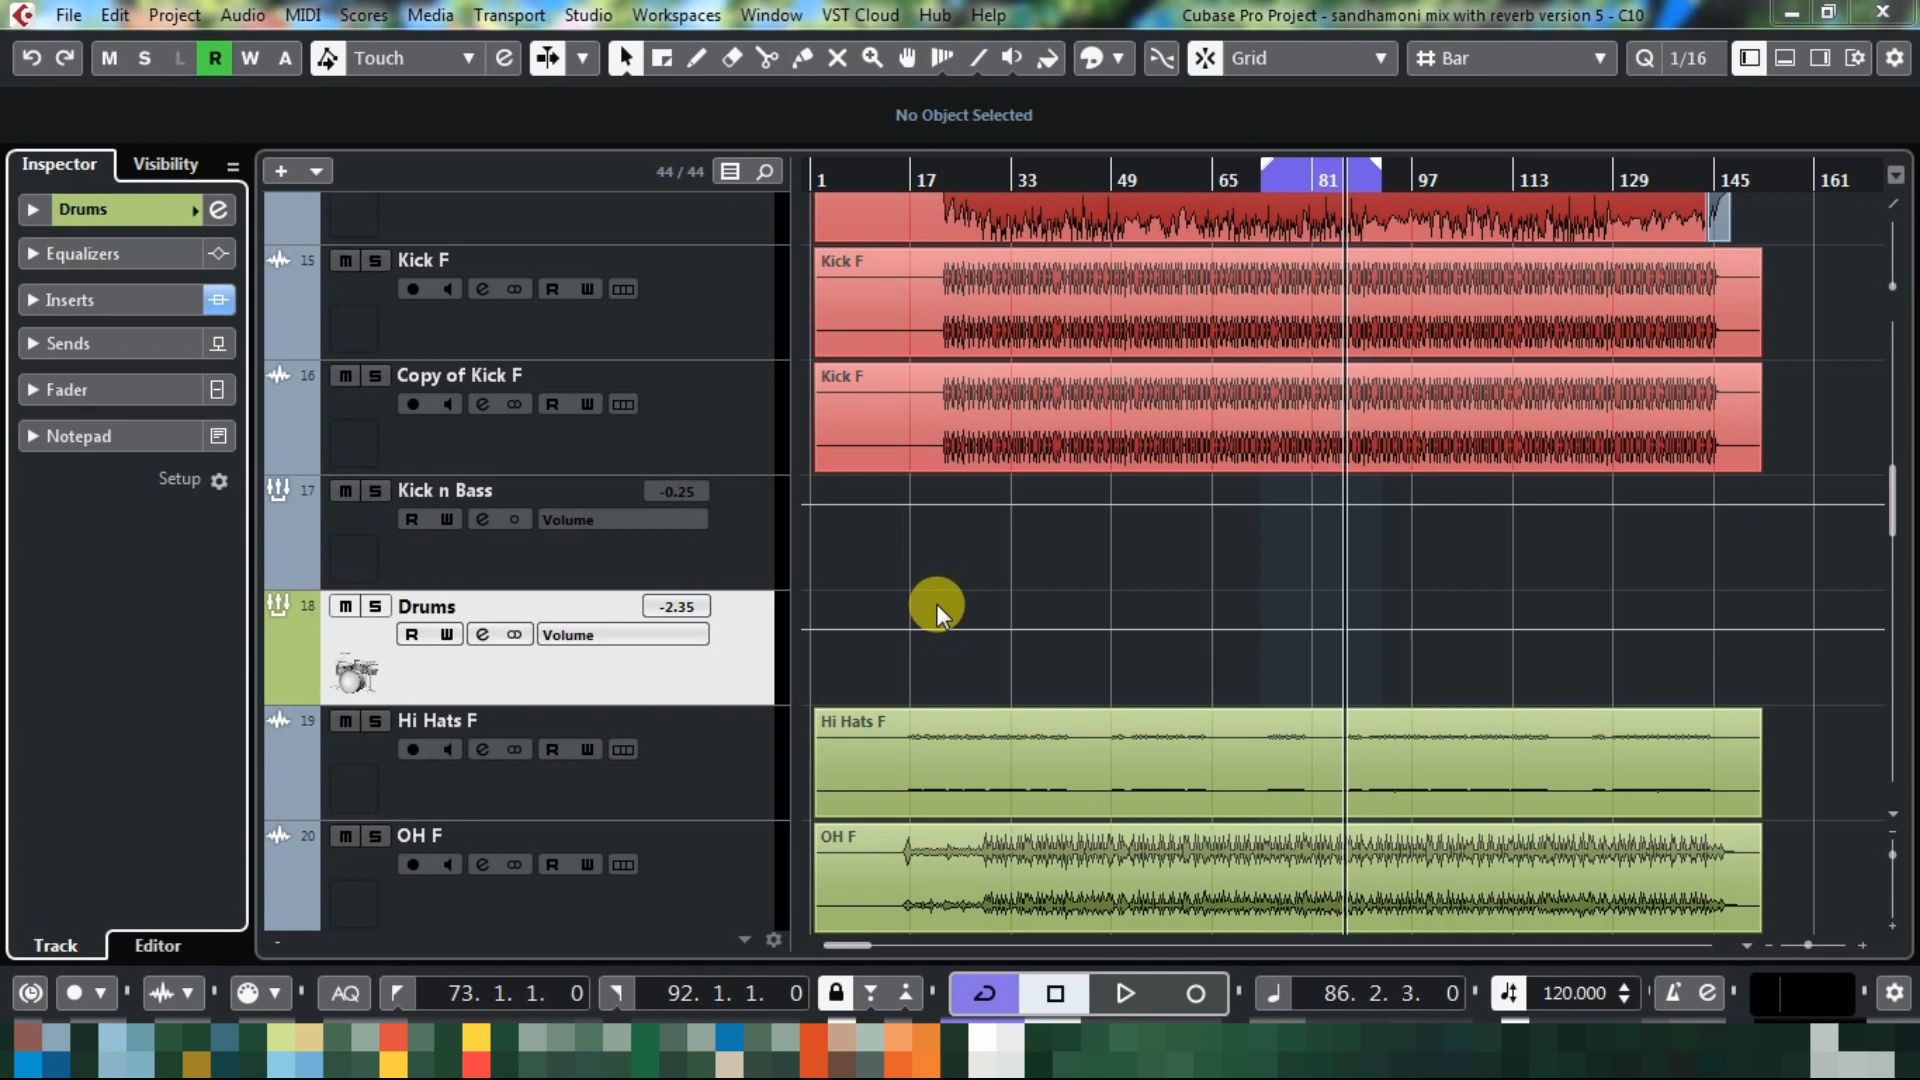 File Edit Project Audio MIDI Scores Media Transport Studio Workspaces Window VST Cloud Hub Help Cubase Pro Project - sandhamoni mix with reverb version 5 - C10
M S L R W A Touch Grid Bar Q 1/16
No Object Selected
Inspector Visibility
44 / 44
1 17 33 49 65 81 97 113 129 145 161
Drums
Equalizers
Inserts
Sends
Fader
Notepad
Setup
15 m S Kick F
R W
Kick F
16 m S Copy of Kick F
R W
Kick F
17 m S Kick n Bass -0.25
R W Volume
18 m S Drums -2.35
R W Volume
19 m S Hi Hats F
R W
Hi Hats F
20 m S OH F
R W
OH F
Track Editor
AQ 73. 1. 1. 0 92. 1. 1. 0 86. 2. 3. 0 120.000